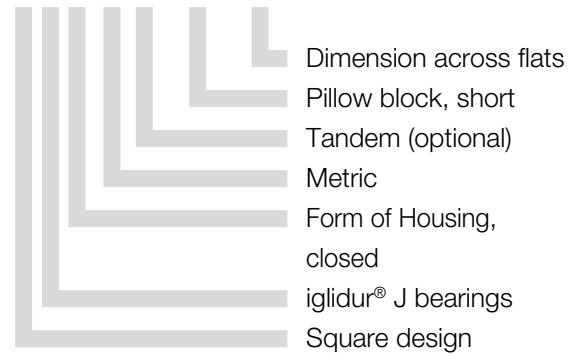 Dimension across flats
Pillow block, short
Tandem (optional)
Metric
Form of Housing,
closed
iglidur® J bearings
Square design